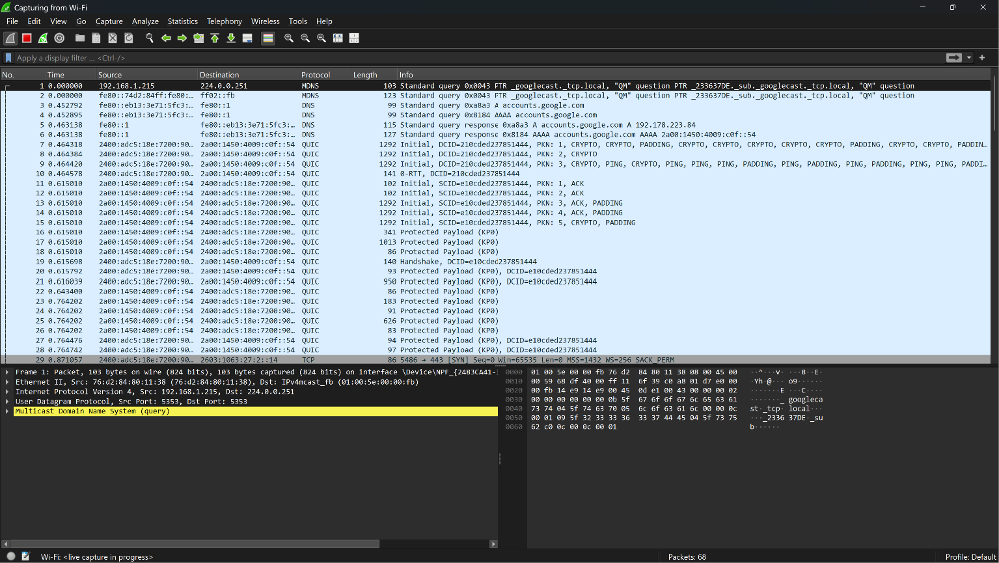 Capturing from Wi-Fi
File Edit View Go Capture Analyze Statistics Telephony Wireless Tools Help
Apply a display filter ... <Ctrl-/>
No. Time Source Destination Protocol Length Info
1 0.000000 192.168.1.215 224.0.0.251 MDNS 103 Standard query 0x0043 PTR _googlecast._tcp.local, "QM" question PTR _233637DE._sub._googlecast._tcp.local, "QM" question
2 0.000000 fe80::74d2:84ff:fe80:… ff02::fb MDNS 123 Standard query 0x0043 PTR _googlecast._tcp.local, "QM" question PTR _233637DE._sub._googlecast._tcp.local, "QM" question
3 0.452792 fe80::eb13:3e71:5fc3:… fe80::1 DNS 99 Standard query 0xa8a3 A accounts.google.com
4 0.452895 fe80::eb13:3e71:5fc3:… fe80::1 DNS 99 Standard query 0x8184 AAAA accounts.google.com
5 0.463138 fe80::1 fe80::eb13:3e71:5fc3:… DNS 115 Standard query response 0xa8a3 A accounts.google.com A 192.178.223.84
6 0.463138 fe80::1 fe80::eb13:3e71:5fc3:… DNS 127 Standard query response 0x8184 AAAA accounts.google.com AAAA 2a00:1450:4009:c0f::54
7 0.464318 2400:adc5:18e:7200:90… 2a00:1450:4009:c0f::54 QUIC 1292 Initial, DCID=210cded237851444, PKN: 1, CRYPTO, CRYPTO, PADDING, CRYPTO, CRYPTO, CRYPTO, CRYPTO, CRYPTO, PADDING, CRYPTO, CRYPTO, PADDIN…
8 0.464384 2400:adc5:18e:7200:90… 2a00:1450:4009:c0f::54 QUIC 1292 Initial, DCID=210cded237851444, PKN: 2, CRYPTO
9 0.464420 2400:adc5:18e:7200:90… 2a00:1450:4009:c0f::54 QUIC 1292 Initial, DCID=210cded237851444, PKN: 3, CRYPTO, PING, CRYPTO, PING, PING, PING, PADDING, PING, PADDING, PING, PADDING, PING, PING, PADDI…
10 0.464578 2400:adc5:18e:7200:90… 2a00:1450:4009:c0f::54 QUIC 141 0-RTT, DCID=210cded237851444
11 0.615010 2a00:1450:4009:c0f::54 2400:adc5:18e:7200:90… QUIC 102 Initial, SCID=e10cded237851444, PKN: 1, ACK
12 0.615010 2a00:1450:4009:c0f::54 2400:adc5:18e:7200:90… QUIC 102 Initial, SCID=e10cded237851444, PKN: 2, ACK
13 0.615010 2a00:1450:4009:c0f::54 2400:adc5:18e:7200:90… QUIC 1292 Initial, SCID=e10cded237851444, PKN: 3, ACK, PADDING
14 0.615010 2a00:1450:4009:c0f::54 2400:adc5:18e:7200:90… QUIC 1292 Initial, SCID=e10cded237851444, PKN: 4, ACK, PADDING
15 0.615010 2a00:1450:4009:c0f::54 2400:adc5:18e:7200:90… QUIC 1292 Initial, SCID=e10cded237851444, PKN: 5, CRYPTO, PADDING
16 0.615010 2a00:1450:4009:c0f::54 2400:adc5:18e:7200:90… QUIC 341 Protected Payload (KP0)
17 0.615010 2a00:1450:4009:c0f::54 2400:adc5:18e:7200:90… QUIC 1013 Protected Payload (KP0)
18 0.615010 2a00:1450:4009:c0f::54 2400:adc5:18e:7200:90… QUIC 86 Protected Payload (KP0)
19 0.615698 2400:adc5:18e:7200:90… 2a00:1450:4009:c0f::54 QUIC 140 Handshake, DCID=e10cded237851444
20 0.615792 2400:adc5:18e:7200:90… 2a00:1450:4009:c0f::54 QUIC 93 Protected Payload (KP0), DCID=e10cded237851444
21 0.616039 2400:adc5:18e:7200:90… 2a00:1450:4009:c0f::54 QUIC 950 Protected Payload (KP0), DCID=e10cded237851444
22 0.643400 2a00:1450:4009:c0f::54 2400:adc5:18e:7200:90… QUIC 86 Protected Payload (KP0)
23 0.764202 2a00:1450:4009:c0f::54 2400:adc5:18e:7200:90… QUIC 183 Protected Payload (KP0)
24 0.764202 2a00:1450:4009:c0f::54 2400:adc5:18e:7200:90… QUIC 91 Protected Payload (KP0)
25 0.764202 2a00:1450:4009:c0f::54 2400:adc5:18e:7200:90… QUIC 626 Protected Payload (KP0)
26 0.764202 2a00:1450:4009:c0f::54 2400:adc5:18e:7200:90… QUIC 83 Protected Payload (KP0)
27 0.764476 2400:adc5:18e:7200:90… 2a00:1450:4009:c0f::54 QUIC 94 Protected Payload (KP0), DCID=e10cded237851444
28 0.764742 2400:adc5:18e:7200:90… 2a00:1450:4009:c0f::54 QUIC 97 Protected Payload (KP0), DCID=e10cded237851444
29 0.871057 2400:adc5:18e:7200:90… 2603:1063:27:2::14 TCP 86 5486 → 443 [SYN] Seq=0 Win=65535 Len=0 MSS=1432 WS=256 SACK_PERM
Frame 1: Packet, 103 bytes on wire (824 bits), 103 bytes captured (824 bits) on interface \Device\NPF_{2483CA41-
Ethernet II, Src: 76:d2:84:80:11:38 (76:d2:84:80:11:38), Dst: IPv4mcast_fb (01:00:5e:00:00:fb)
Internet Protocol Version 4, Src: 192.168.1.215, Dst: 224.0.0.251
User Datagram Protocol, Src Port: 5353, Dst Port: 5353
Multicast Domain Name System (query)
0000 01 00 5e 00 00 fb 76 d2 84 80 11 38 08 00 45 00 ··^···v· ···8··E·
0010 00 59 68 df 40 00 ff 11 6f 39 c0 a8 01 d7 e0 00 ·Yh·@··· o9······
0020 00 fb 14 e9 14 e9 00 45 0d e1 00 43 00 00 00 02 ·······E ···C····
0030 00 00 00 00 00 00 0b 5f 67 6f 6f 67 6c 65 63 61 ·······_ googleca
0040 73 74 04 5f 74 63 70 05 6c 6f 63 61 6c 00 00 0c st·_tcp· local···
0050 00 01 09 5f 32 33 33 36 33 37 44 45 04 5f 73 75 ···_2336 37DE·_su
0060 62 c0 0c 00 0c 00 01 b······
Wi-Fi: <live capture in progress>
Packets: 68
Profile: Default